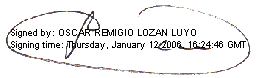 Signed by: OSCAR REMIGIO LOZAN LUYO
Signing time: Thursday, January 12 2006, 16:24:46 GMT